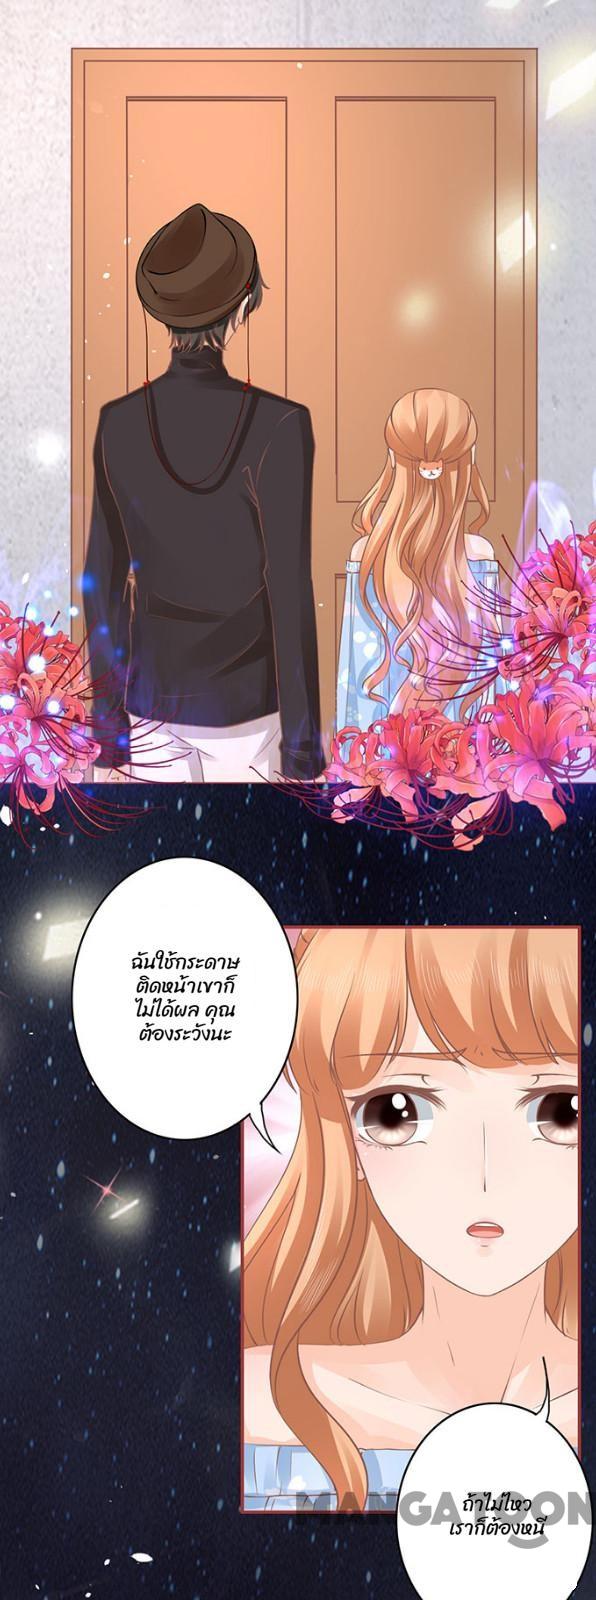 ฉันใช้กระดาษ
ติดหน้าเขาก็
ไม่ได้ผล คุณ
ต้องระวังนะ
MANGATOON
ถ้าไม่ไหว
เราก็ต้องหนี